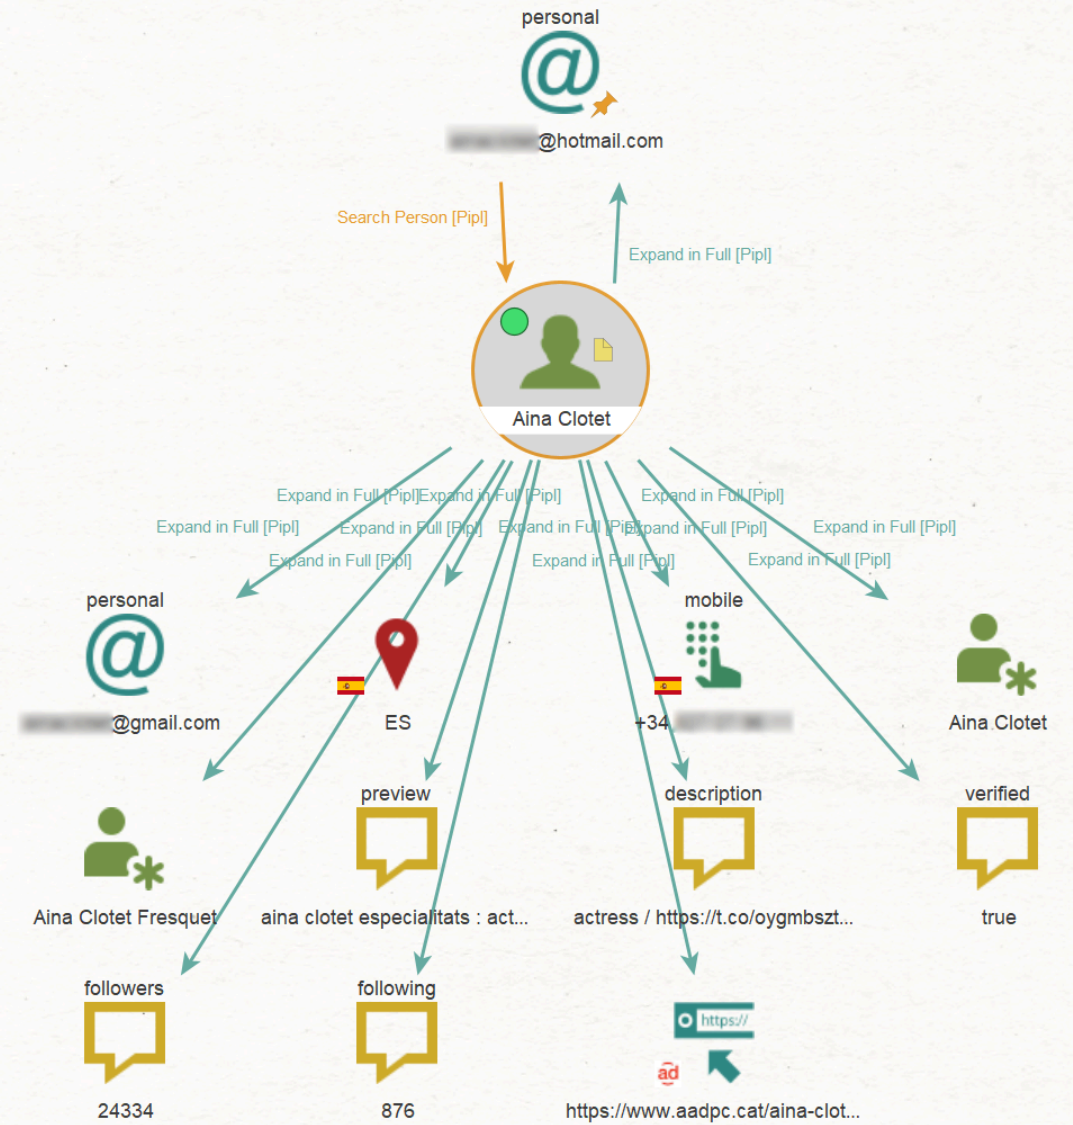 personal
@hotmail.com
Search Person [Pipl]
Expand in Full [Pipl]
Aina Clotet
Expand in Full [Pipl]
Expand in Full [Pipl]
Expand in Full [Pipl]
Expand in Full [Pipl]
Expand in Full [Pipl]
Expand in Full [Pipl]
Expand in Full [Pipl]
Expand in Full [Pipl]
Expand in Full [Pipl]
Expand in Full [Pipl]
Expand in Full [Pipl]
personal
mobile
@gmail.com
ES
+34
Aina Clotet
preview
description
verified
Aina Clotet Fresquet
aina clotet especialitats : act...
actress / https://t.co/oygmbszt...
true
followers
following
https://
ad
24334
876
https://www.aadpc.cat/aina-clot...